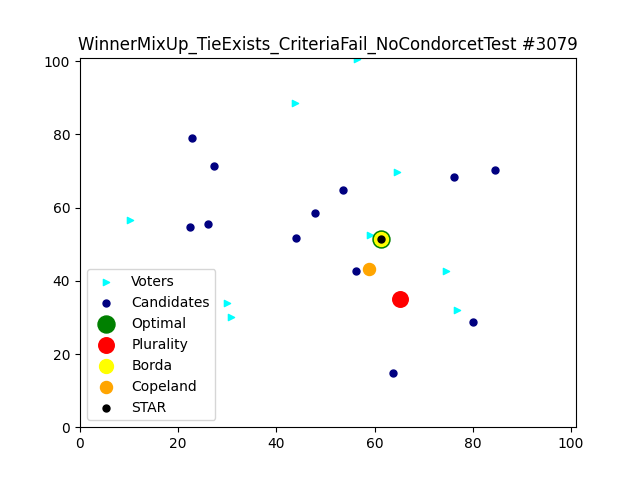 WinnerMixUp_TieExists_CriteriaFail_NoCondorcetTest #3079
100
80
60
40
20
0
Voters
Candidates
Optimal
Plurality
Borda
Copeland
STAR
0 20 40 60 80 100